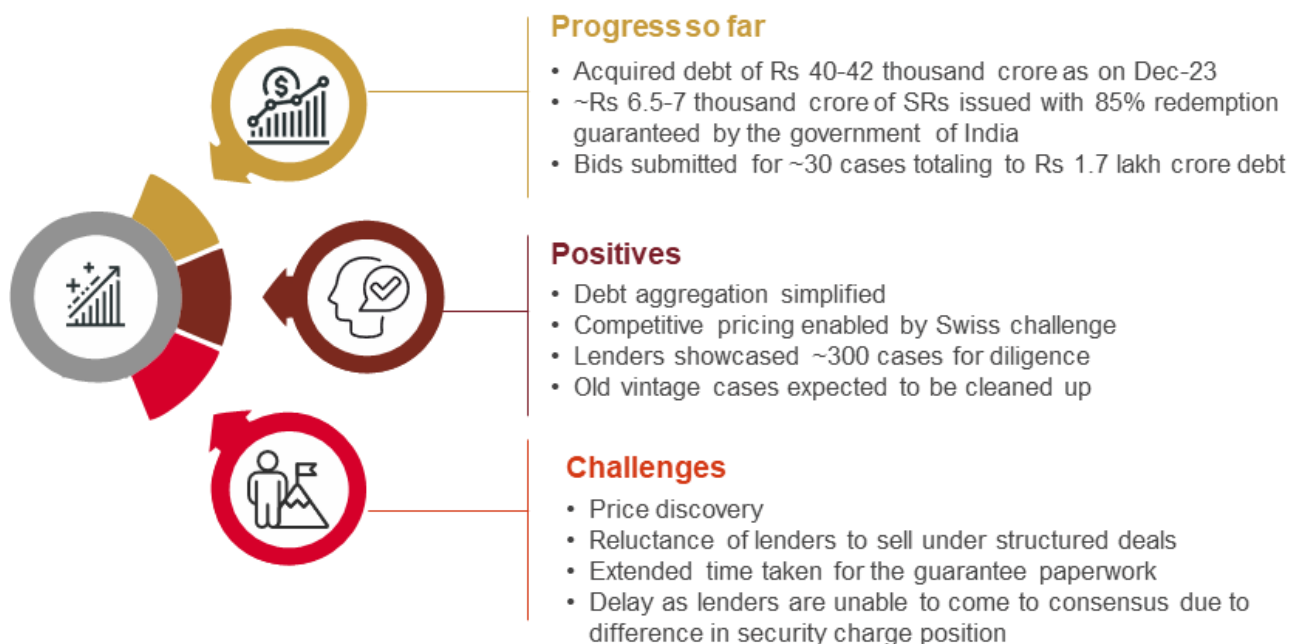 Progress so far
• Acquired debt of Rs 40-42 thousand crore as on Dec-23
• ~Rs 6.5-7 thousand crore of SRs issued with 85% redemption
guaranteed by the government of India
• Bids submitted for ~30 cases totaling to Rs 1.7 lakh crore debt
Positives
• Debt aggregation simplified
• Competitive pricing enabled by Swiss challenge
• Lenders showcased ~300 cases for diligence
• Old vintage cases expected to be cleaned up
Challenges
• Price discovery
• Reluctance of lenders to sell under structured deals
• Extended time taken for the guarantee paperwork
• Delay as lenders are unable to come to consensus due to
difference in security charge position